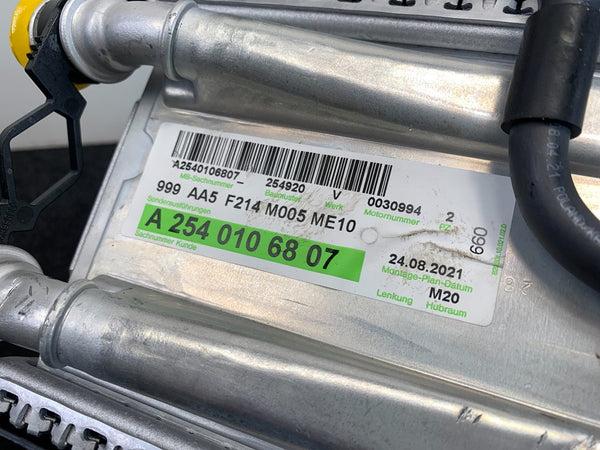 A2540106807- 254920 V 0030994 2
MB-Sachnummer Baumuster Werk Motornummer PZ
999 AA5 F214 M005 ME10
Sonderausführungen
A 254 010 68 07
Sachnummer Kunde
24.08.2021
Montage-Plan-Datum
M20
Lenkung Hubraum
660